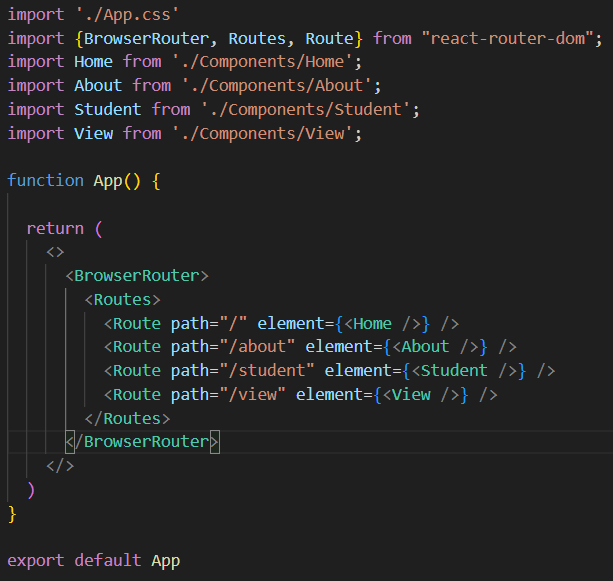 import './App.css'
import {BrowserRouter, Routes, Route} from "react-router-dom";
import Home from './Components/Home';
import About from './Components/About';
import Student from './Components/Student';
import View from './Components/View';

function App() {

  return (
    <>
      <BrowserRouter>
        <Routes>
          <Route path="/" element={<Home />} />
          <Route path="/about" element={<About />} />
          <Route path="/student" element={<Student />} />
          <Route path="/view" element={<View />} />
        </Routes>
      </BrowserRouter>
    </>
  )
}

export default App